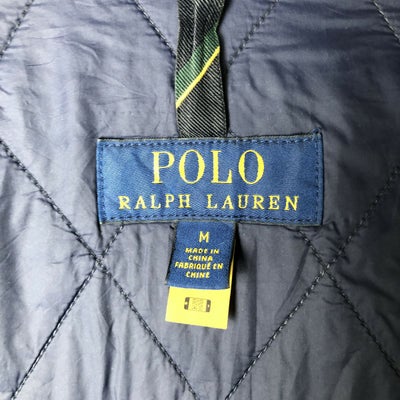 POLO
RALPH LAUREN
M
MADE IN
CHINA
FABRIQUÉ EN
CHINE